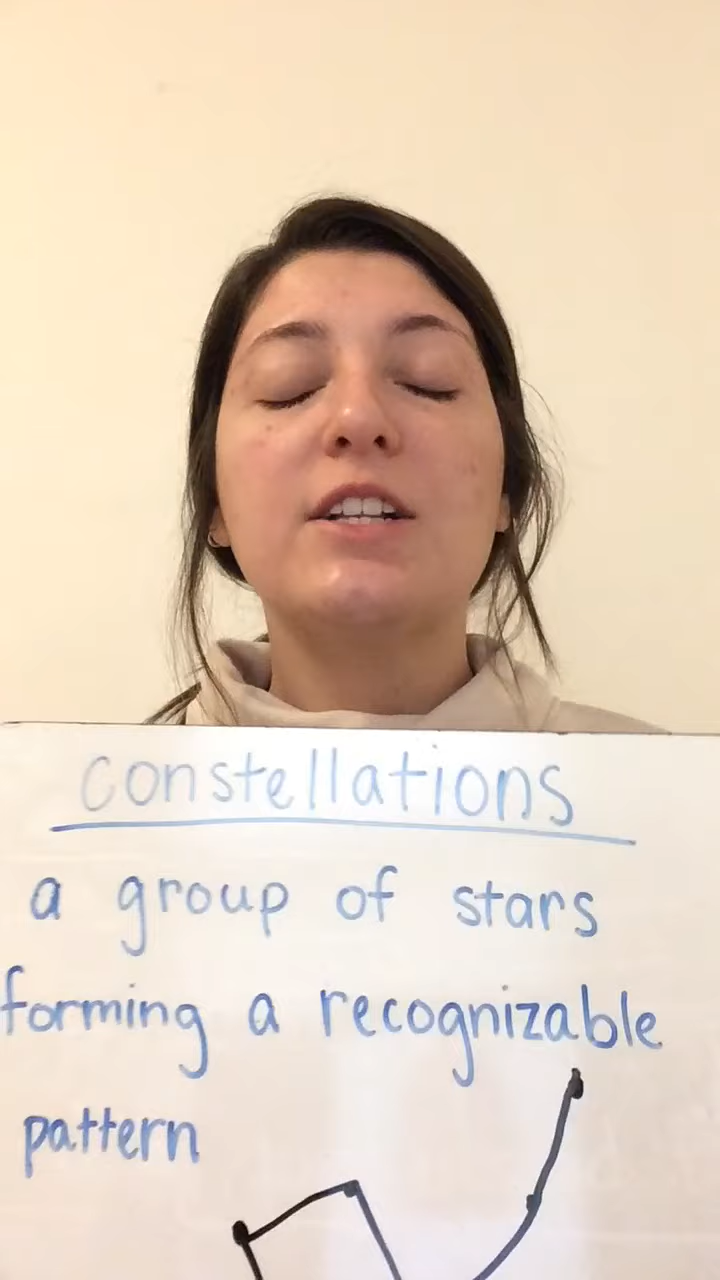 constellations
a group of stars
forming a recognizable
pattern